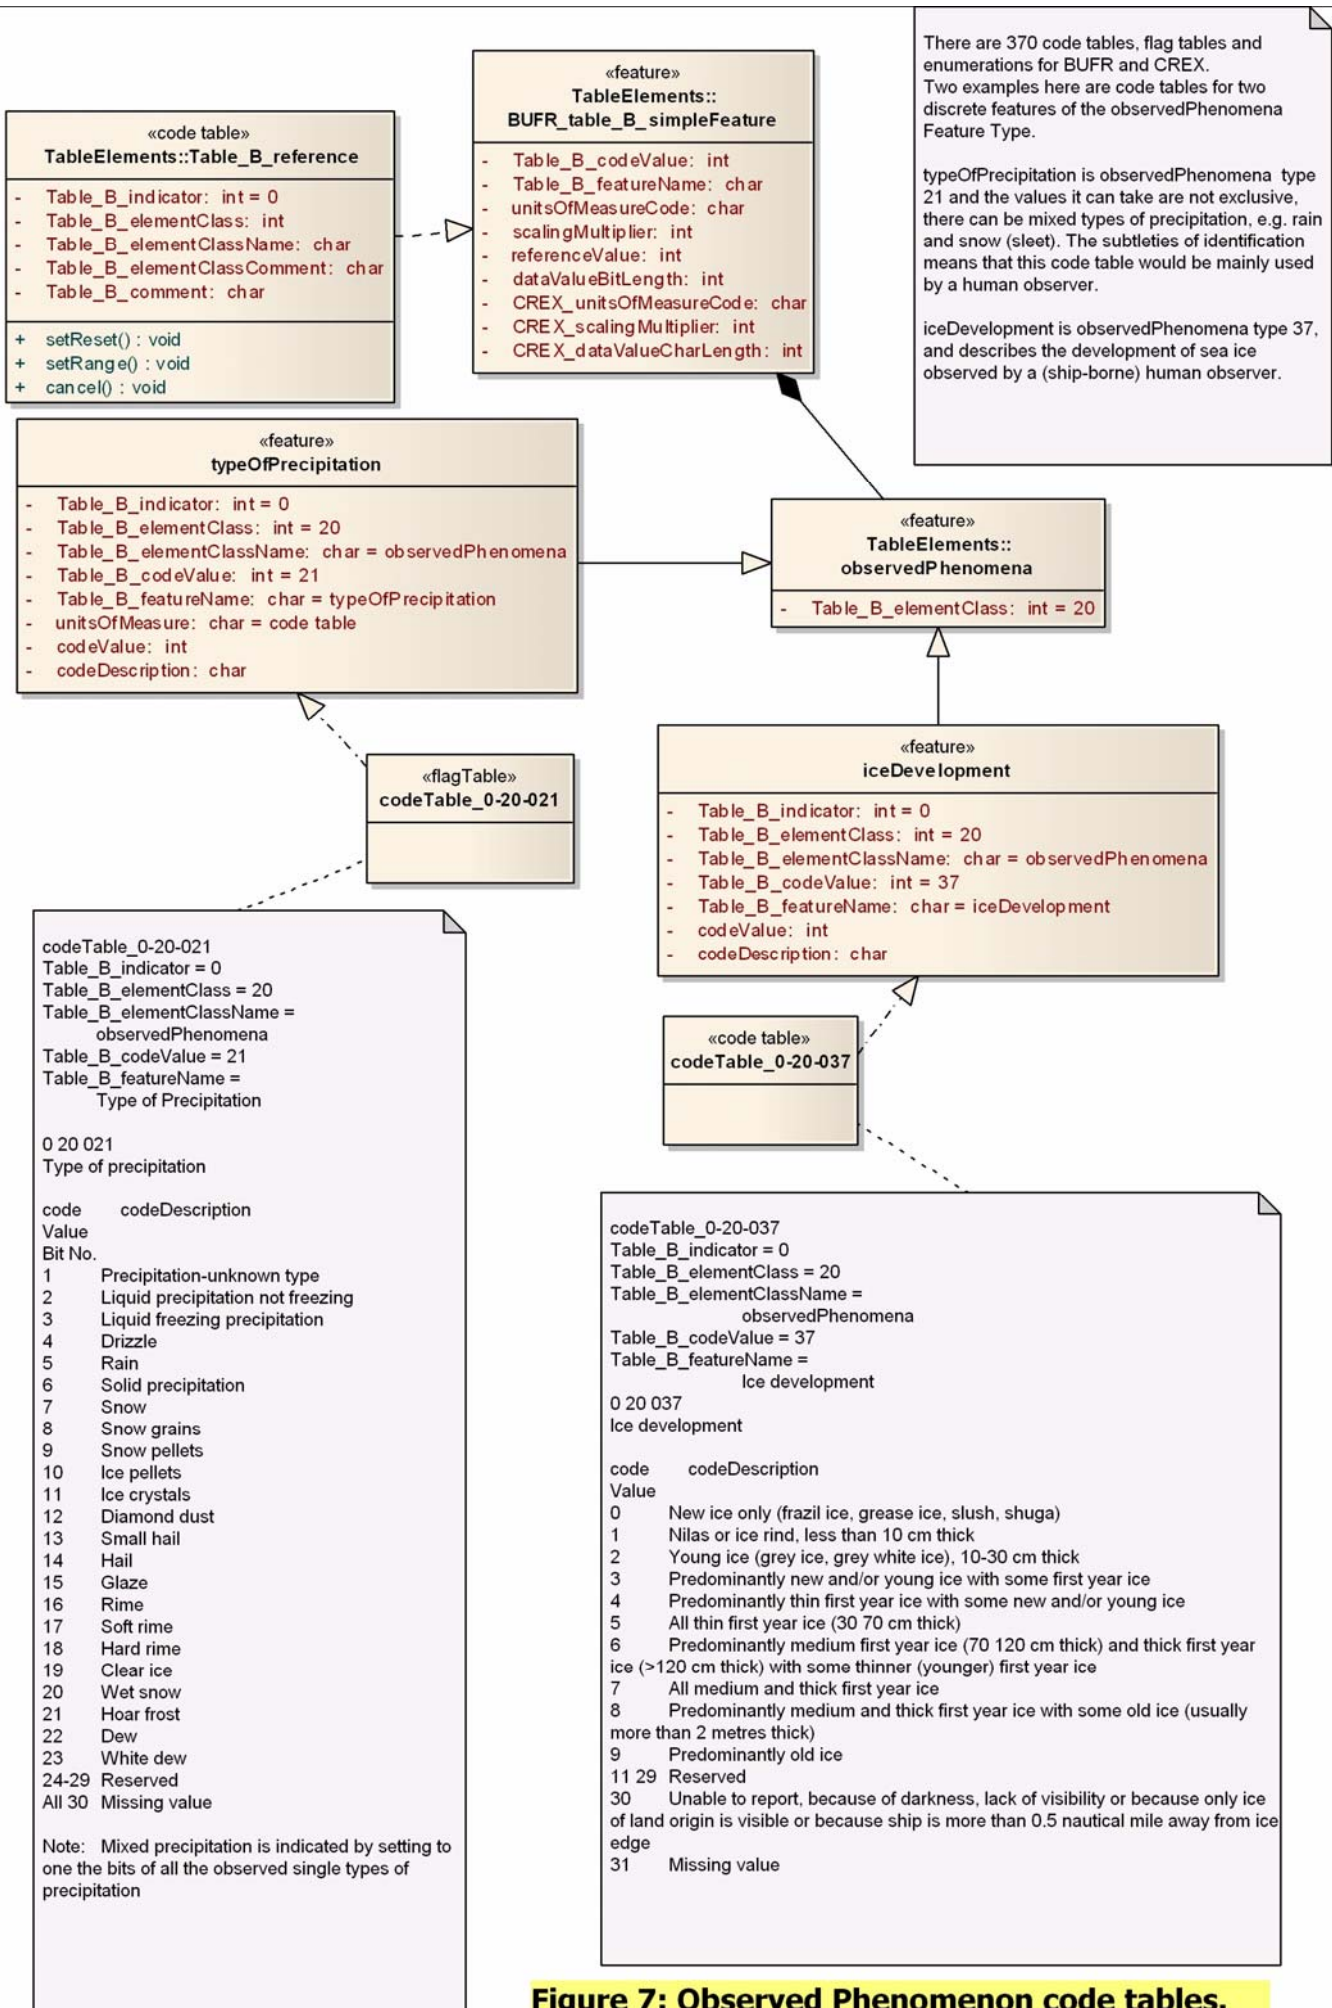 «feature»
TableElements::
BUFR_table_B_simpleFeature
- Table_B_codeValue: int
- Table_B_featureName: char
- unitsOfMeasureCode: char
- scalingMultiplier: int
- referenceValue: int
- dataValueBitLength: int
- CREX_unitsOfMeasureCode: char
- CREX_scalingMultiplier: int
- CREX_dataValueCharLength: int
There are 370 code tables, flag tables and
enumerations for BUFR and CREX.
Two examples here are code tables for two
discrete features of the observedPhenomena
Feature Type.
typeOfPrecipitation is observedPhenomena type
21 and the values it can take are not exclusive,
there can be mixed types of precipitation, e.g. rain
and snow (sleet). The subtleties of identification
means that this code table would be mainly used
by a human observer.
iceDevelopment is observedPhenomena type 37,
and describes the development of sea ice
observed by a (ship-borne) human observer.
«code table»
TableElements::Table_B_reference
- Table_B_indicator: int = 0
- Table_B_elementClass: int
- Table_B_elementClassName: char
- Table_B_elementClassComment: char
- Table_B_comment: char
+ setReset() : void
+ setRange() : void
+ cancel() : void
«feature»
typeOfPrecipitation
- Table_B_indicator: int = 0
- Table_B_elementClass: int = 20
- Table_B_elementClassName: char = observedPhenomena
- Table_B_codeValue: int = 21
- Table_B_featureName: char = typeOfPrecipitation
- unitsOfMeasure: char = code table
- codeValue: int
- codeDescription: char
«feature»
TableElements::
observedPhenomena
- Table_B_elementClass: int = 20
«flagTable»
codeTable_0-20-021
«feature»
iceDevelopment
- Table_B_indicator: int = 0
- Table_B_elementClass: int = 20
- Table_B_elementClassName: char = observedPhenomena
- Table_B_codeValue: int = 37
- Table_B_featureName: char = iceDevelopment
- codeValue: int
- codeDescription: char
«code table»
codeTable_0-20-037
codeTable_0-20-021
Table_B_indicator = 0
Table_B_elementClass = 20
Table_B_elementClassName =
observedPhenomena
Table_B_codeValue = 21
Table_B_featureName =
Type of Precipitation
0 20 021
Type of precipitation
code codeDescription
Value
Bit No.
1 Precipitation-unknown type
2 Liquid precipitation not freezing
3 Liquid freezing precipitation
4 Drizzle
5 Rain
6 Solid precipitation
7 Snow
8 Snow grains
9 Snow pellets
10 Ice pellets
11 Ice crystals
12 Diamond dust
13 Small hail
14 Hail
15 Glaze
16 Rime
17 Soft rime
18 Hard rime
19 Clear ice
20 Wet snow
21 Hoar frost
22 Dew
23 White dew
24-29 Reserved
All 30 Missing value
Note: Mixed precipitation is indicated by setting to
one the bits of all the observed single types of
precipitation
codeTable_0-20-037
Table_B_indicator = 0
Table_B_elementClass = 20
Table_B_elementClassName =
observedPhenomena
Table_B_codeValue = 37
Table_B_featureName =
Ice development
0 20 037
Ice development
code codeDescription
Value
0 New ice only (frazil ice, grease ice, slush, shuga)
1 Nilas or ice rind, less than 10 cm thick
2 Young ice (grey ice, grey white ice), 10-30 cm thick
3 Predominantly new and/or young ice with some first year ice
4 Predominantly thin first year ice with some new and/or young ice
5 All thin first year ice (30 70 cm thick)
6 Predominantly medium first year ice (70 120 cm thick) and thick first year
ice (>120 cm thick) with some thinner (younger) first year ice
7 All medium and thick first year ice
8 Predominantly medium and thick first year ice with some old ice (usually
more than 2 metres thick)
9 Predominantly old ice
11 29 Reserved
30 Unable to report, because of darkness, lack of visibility or because only ice
of land origin is visible or because ship is more than 0.5 nautical mile away from ice
edge
31 Missing value
Figure 7: Observed Phenomenon code tables.